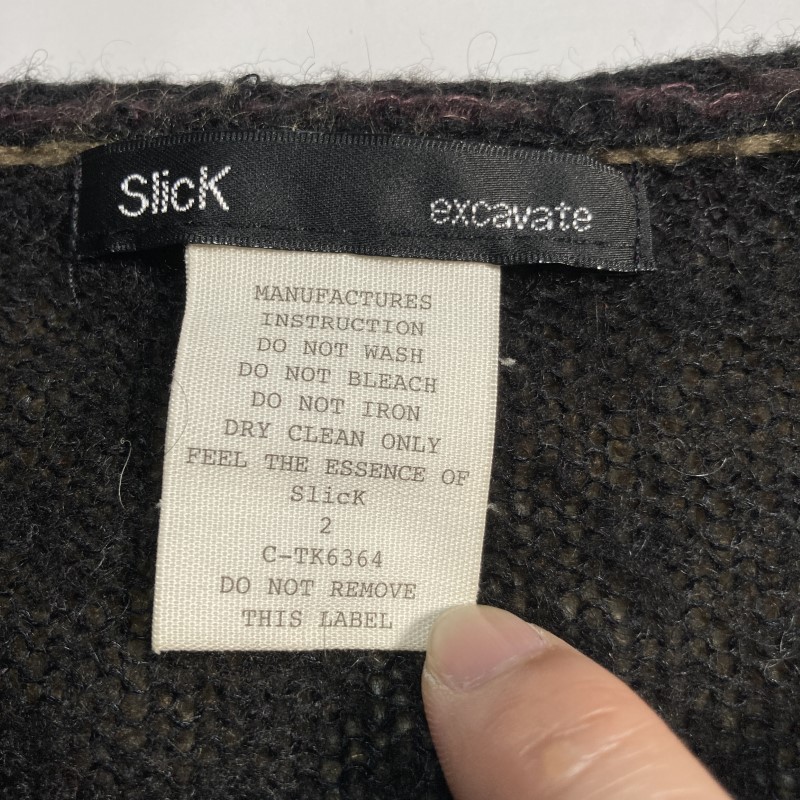 SlicK excavate
MANUFACTURES
INSTRUCTION
DO NOT WASH
DO NOT BLEACH
DO NOT IRON
DRY CLEAN ONLY
FEEL THE ESSENCE OF
SlicK
2
C-TK6364
DO NOT REMOVE
THIS LABEL